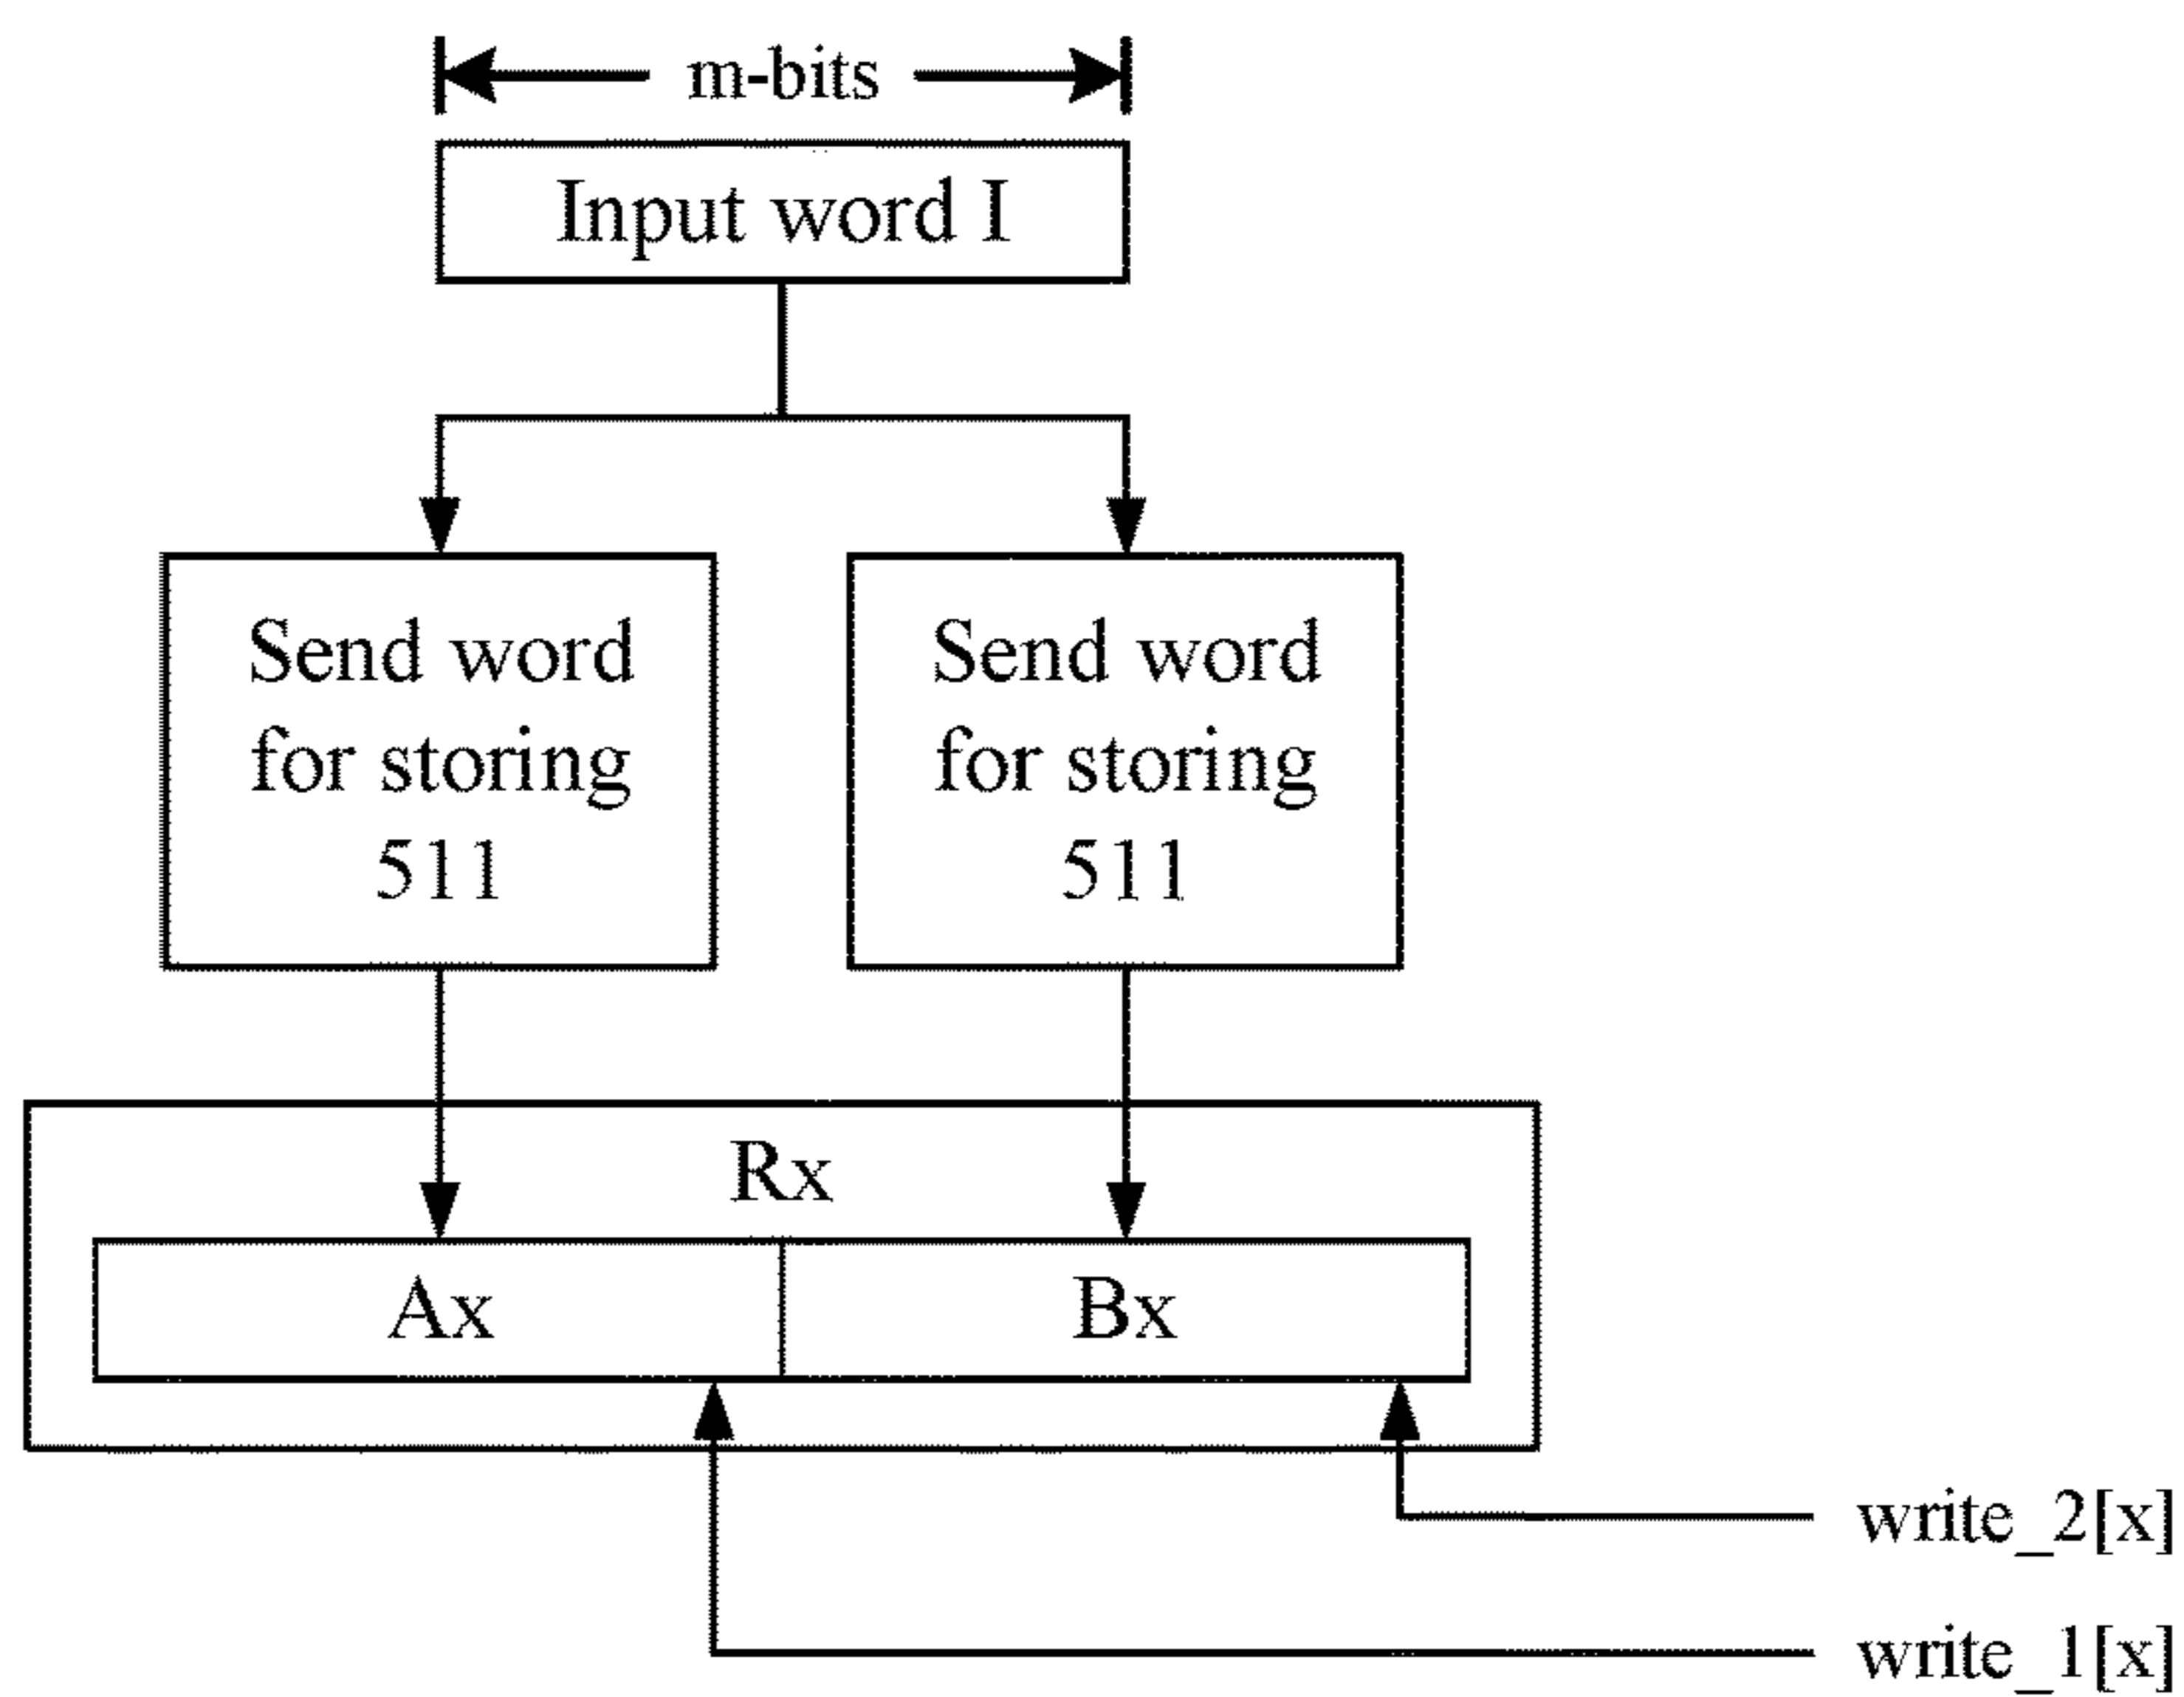 m-bits
Input word I
Send word
for storing
511
Send word
for storing
511
Rx
Ax
Bx
write_2[x]
write_1[x]